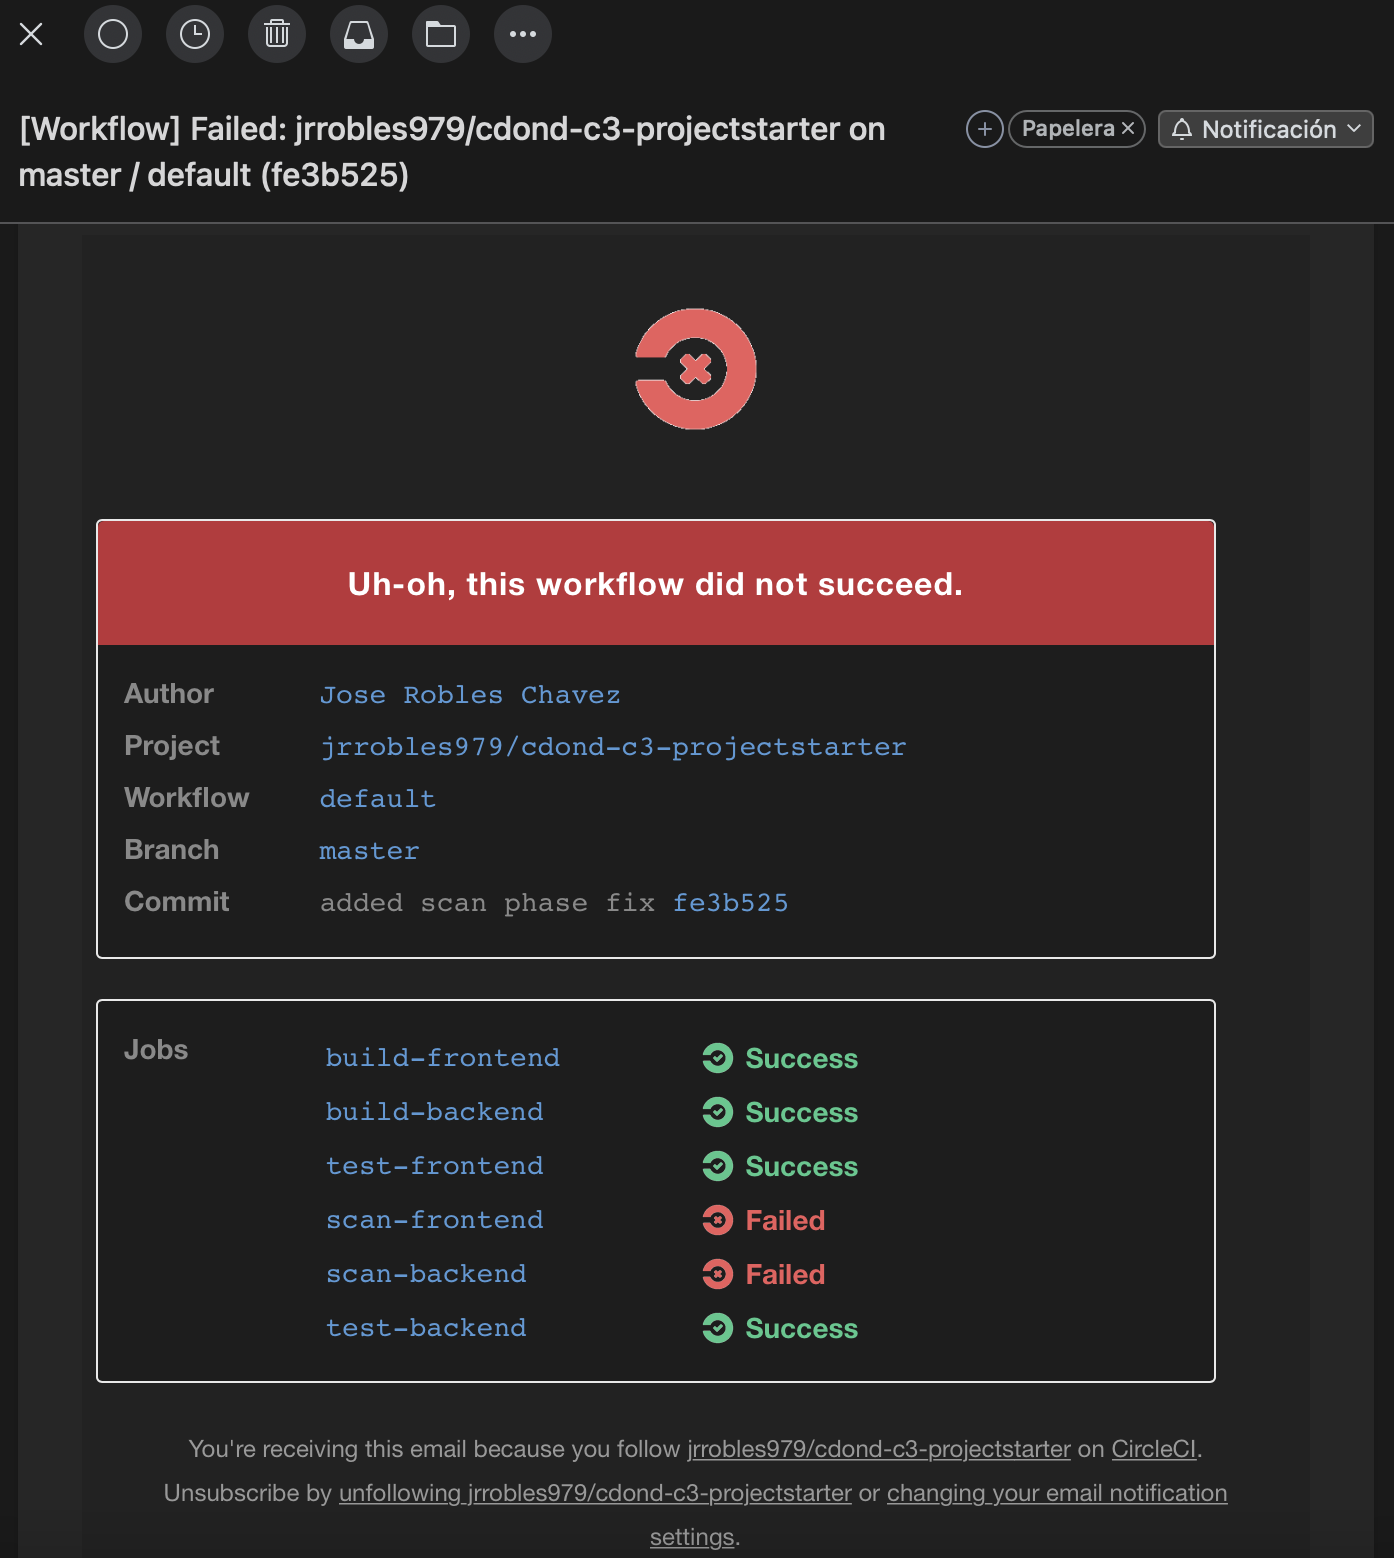 [Workflow] Failed: jrrobles979/cdond-c3-projectstarter on
master / default (fe3b525)
Papelera
Notificación
Uh-oh, this workflow did not succeed.
Author Jose Robles Chavez
Project jrrobles979/cdond-c3-projectstarter
Workflow default
Branch master
Commit added scan phase fix fe3b525
Jobs
build-frontend Success
build-backend Success
test-frontend Success
scan-frontend Failed
scan-backend Failed
test-backend Success
You're receiving this email because you follow jrrobles979/cdond-c3-projectstarter on CircleCI.
Unsubscribe by unfollowing jrrobles979/cdond-c3-projectstarter or changing your email notification
settings.